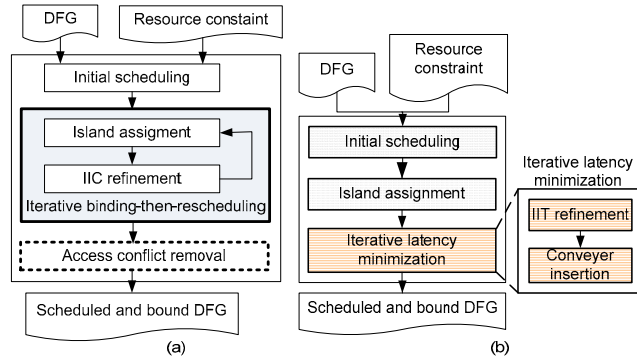 DFG
Resource constaint
Initial scheduling
Island assigment
IIC refinement
Iterative binding-then-rescheduling
Access conflict removal
Scheduled and bound DFG
(a)
DFG
Resource
constraint
Initial scheduling
Island assignment
Iterative latency
minimization
Scheduled and bound DFG
(b)
Iterative latency
minimization
IIT refinement
Conveyer
insertion